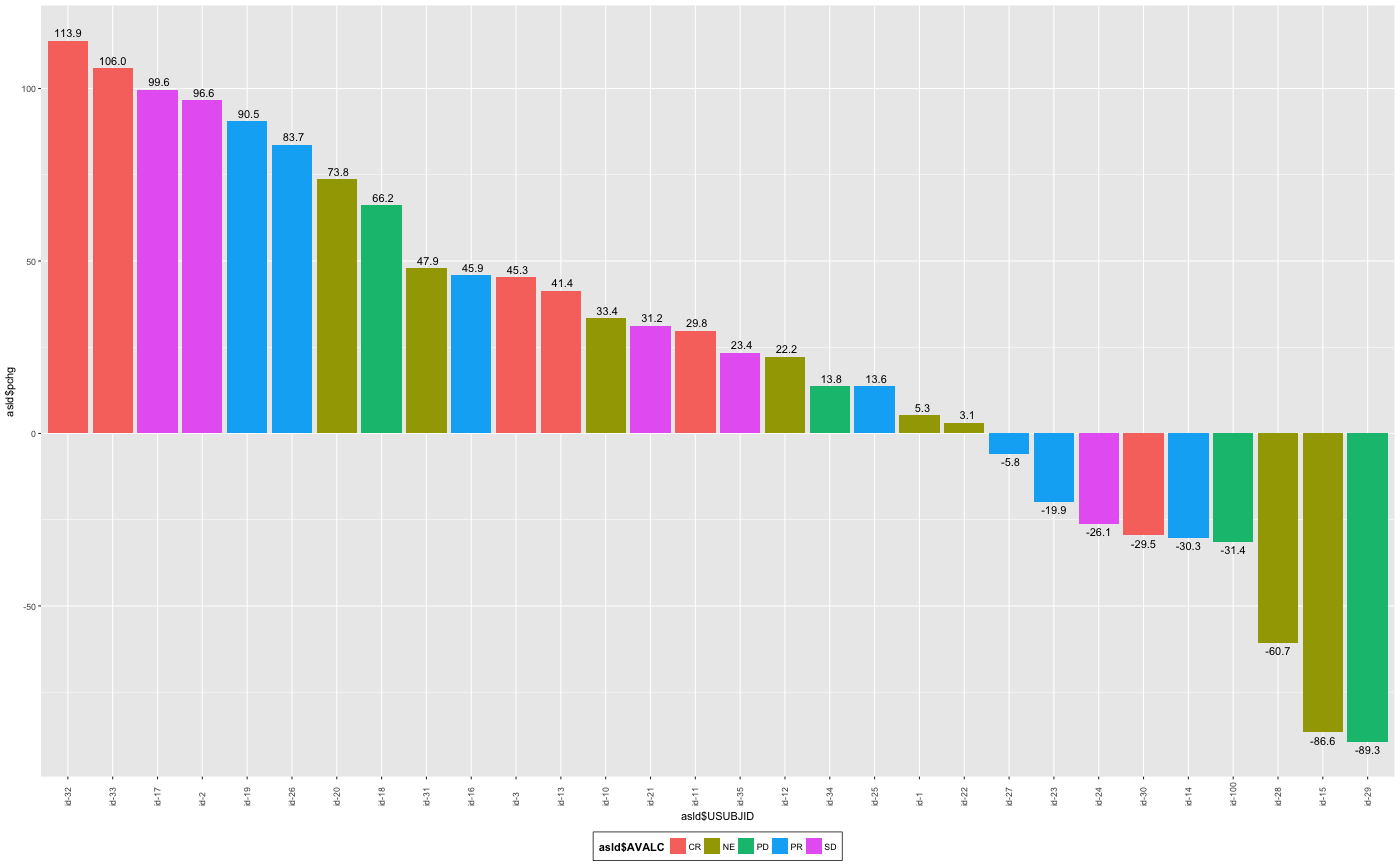 113.9
106.0
99.6
96.6
90.5
83.7
73.8
66.2
47.9
45.9
45.3
41.4
33.4
31.2
29.8
23.4
22.2
13.8
13.6
5.3
3.1
-5.8
-19.9
-26.1
-29.5
-30.3
-31.4
-60.7
-86.6
-89.3
100
50
0
-50
asld$pchg
id-32
id-33
id-17
id-2
id-19
id-26
id-20
id-18
id-31
id-16
id-3
id-13
id-10
id-21
id-11
id-35
id-12
id-34
id-25
id-1
id-22
id-27
id-23
id-24
id-30
id-14
id-100
id-28
id-15
id-29
asld$USUBJID
asld$AVALC CR NE PD PR SD